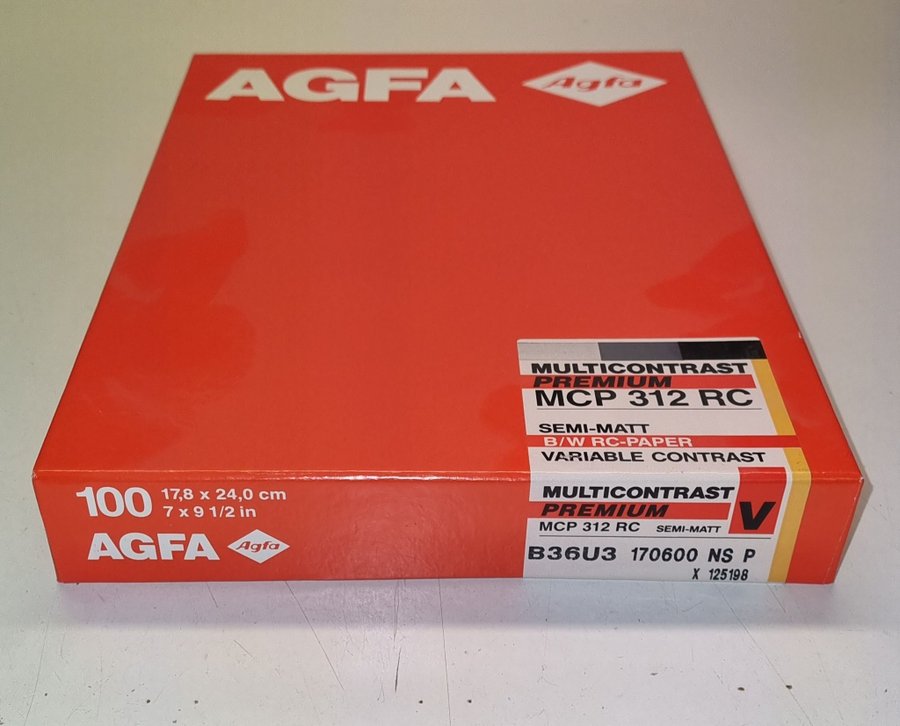 AGFA Agfa
MULTICONTRAST
PREMIUM
MCP 312 RC
SEMI-MATT
B/W RC-PAPER
VARIABLE CONTRAST
100 17,8 x 24,0 cm
7 x 9 1/2 in
AGFA Agfa
MULTICONTRAST
PREMIUM
MCP 312 RC SEMI-MATT
V
B36U3 170600 NS P
X 125198